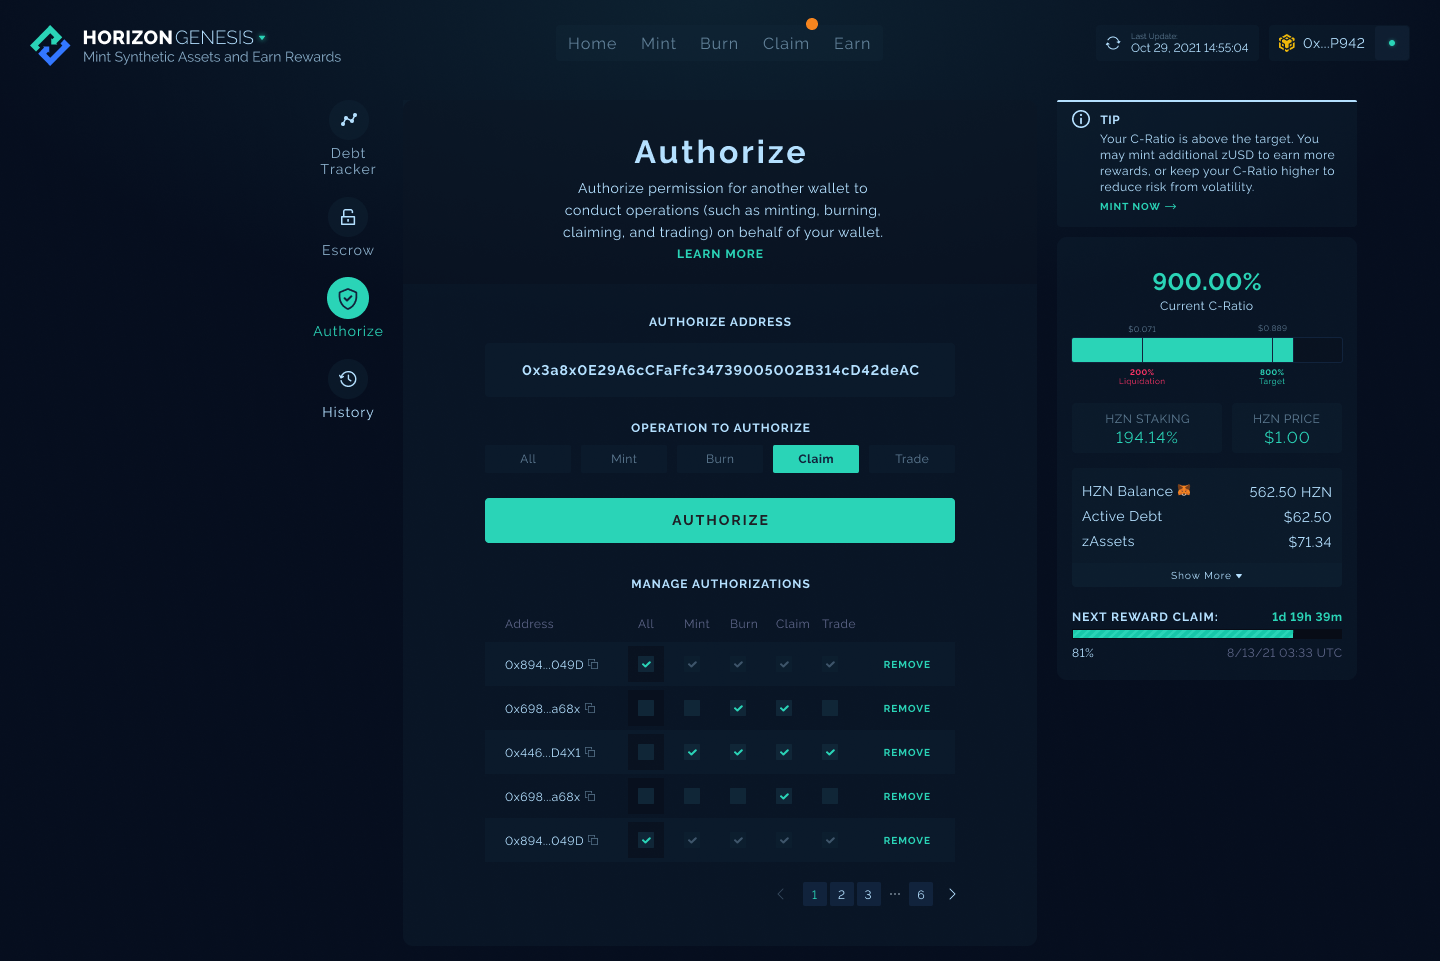 HORIZON GENESIS
Mint Synthetic Assets and Earn Rewards
Home Mint Burn Claim Earn
Last Update:
Oct 29, 2021 14:55:04
0x...P942
Debt
Tracker
Escrow
Authorize
History
Authorize
Authorize permission for another wallet to
conduct operations (such as minting, burning,
claiming, and trading) on behalf of your wallet.
LEARN MORE
AUTHORIZE ADDRESS
0x3a8x0E29A6cCFaFfc34739005002B314cD42deAC
OPERATION TO AUTHORIZE
All Mint Burn Claim Trade
AUTHORIZE
MANAGE AUTHORIZATIONS
Address All Mint Burn Claim Trade
0x894...049D REMOVE
0x698...a68x REMOVE
0x446...D4X1 REMOVE
0x698...a68x REMOVE
0x894...049D REMOVE
1 2 3 ... 6
TIP
Your C-Ratio is above the target. You
may mint additional zUSD to earn more
rewards, or keep your C-Ratio higher to
reduce risk from volatility.
MINT NOW →
900.00%
Current C-Ratio
$0.071 $0.889
200% 800%
Liquidation Target
HZN STAKING HZN PRICE
194.14% $1.00
HZN Balance 562.50 HZN
Active Debt $62.50
zAssets $71.34
Show More
NEXT REWARD CLAIM: 1d 19h 39m
81% 8/13/21 03:33 UTC